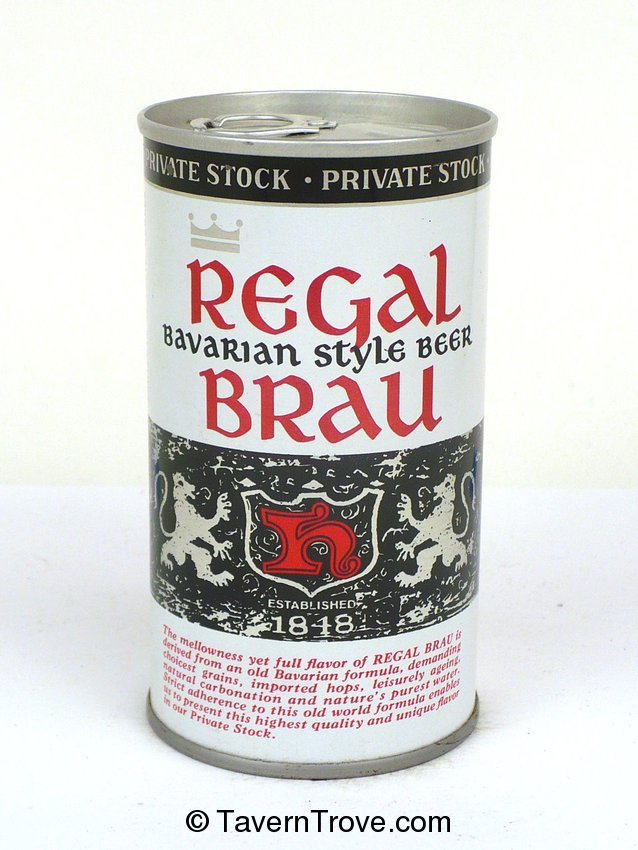 PRIVATE STOCK · PRIVATE STOCK ·
REGAL
BAVARIAN STYLE BEER
BRAU
h
ESTABLISHED
1848
The mellowness yet full flavor of REGAL BRAU is
derived from an old Bavarian formula, demanding
choicest grains, imported hops, leisurely ageing,
natural carbonation and nature's purest water.
Strict adherence to this old world formula enables
us to present this highest quality and unique flavor
in our Private Stock.
© TavernTrove.com